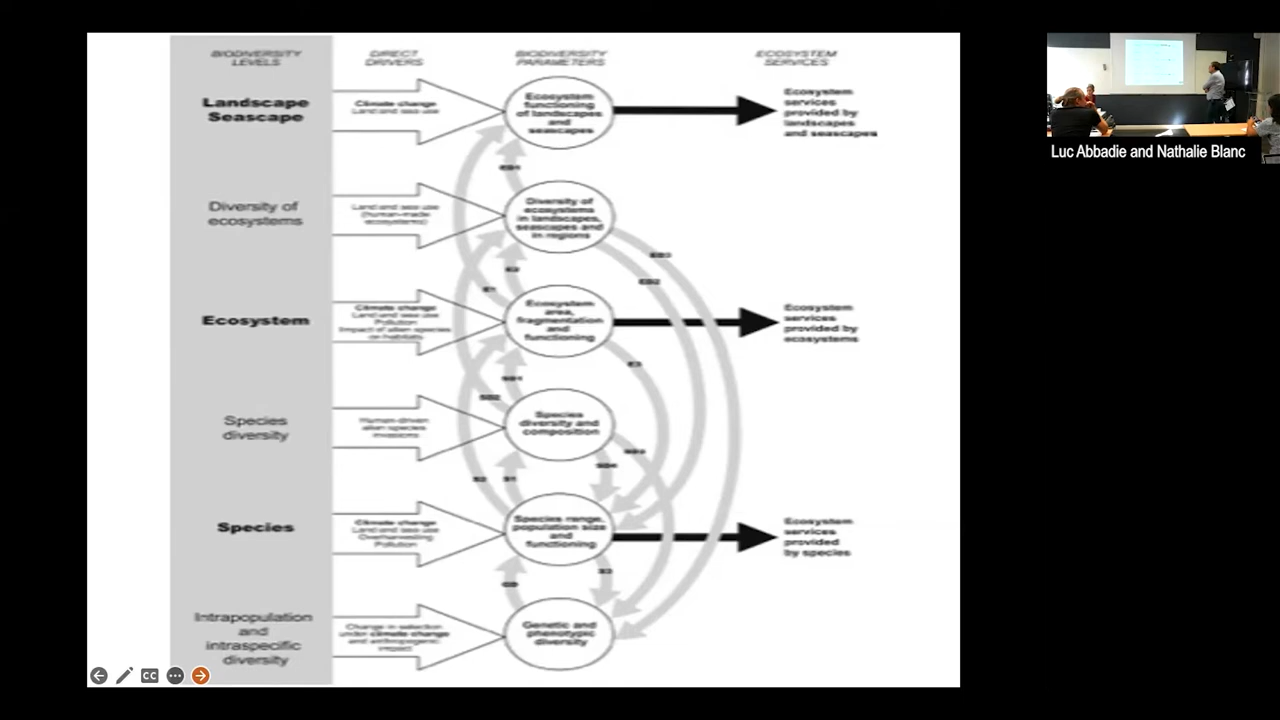 BIODIVERSITY
LEVELS
DIRECT
DRIVERS
BIODIVERSITY
PARAMETERS
ECOSYSTEM
SERVICES
Landscape
Seascape
Climate change
Land and sea use
Ecosystem
functioning
of landscapes
and
seascapes
Ecosystem
services
provided by
landscapes
and seascapes
Diversity of
ecosystems
Land and sea use
(human-made
ecosystems)
Diversity of
ecosystems
in landscapes,
seascapes and
in regions
Ecosystem
Climate change
Land and sea use
Pollution
Impact of alien species
on habitats
Ecosystem
area,
fragmentation
and
functioning
Ecosystem
services
provided by
ecosystems
Species
diversity
Human-driven
alien species
invasions
Species
diversity and
composition
Species
Climate change
Land and sea use
Overharvesting
Pollution
Species range,
population size
and
functioning
Ecosystem
services
provided
by species
Intrapopulation
and
intraspecific
diversity
Change in selection
under climate change
and anthropogenic
impact
Genetic and
phenotypic
diversity
E1
E2
E3
S1
CC
Luc Abbadie and Nathalie Blanc